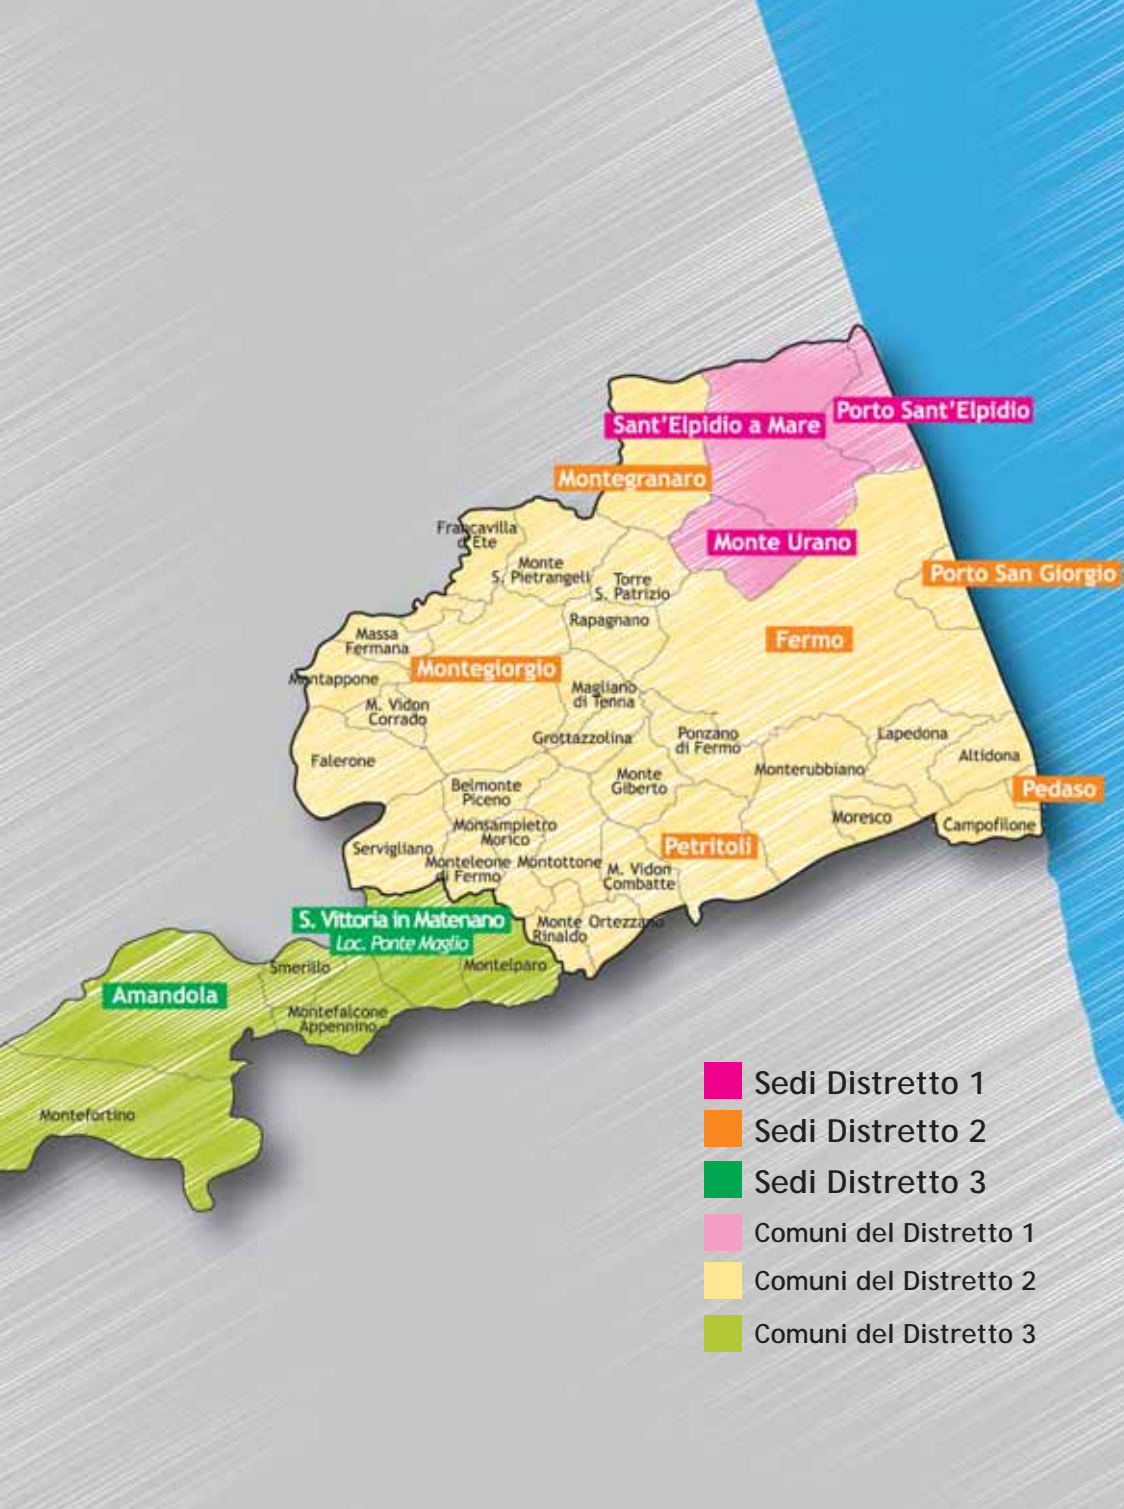 Porto Sant'Elpidio
Sant'Elpidio a Mare
Montegranaro
Francavilla
d'Ete
Monte Urano
Monte
S. Pietrangeli
Torre
S. Patrizio
Porto San Giorgio
Rapagnano
Massa
Fermana
Fermo
Montegiorgio
Montappone
Magliano
di Tenna
M. Vidon
Corrado
Grottazzolina
Ponzano
di Fermo
Lapedona
Falerone
Altidona
Monterubbiano
Monte
Giberto
Belmonte
Piceno
Pedaso
Moresco
Campofilone
Monsampietro
Morico
Servigliano
Petritoli
Monteleone
di Fermo
Montottone
M. Vidon
Combatte
S. Vittoria in Matenano
Loc. Ponte Maglio
Monte
Rinaldo
Ortezzano
Smerillo
Montelparo
Amandola
Montefalcone
Appennino
Montefortino
Sedi Distretto 1
Sedi Distretto 2
Sedi Distretto 3
Comuni del Distretto 1
Comuni del Distretto 2
Comuni del Distretto 3